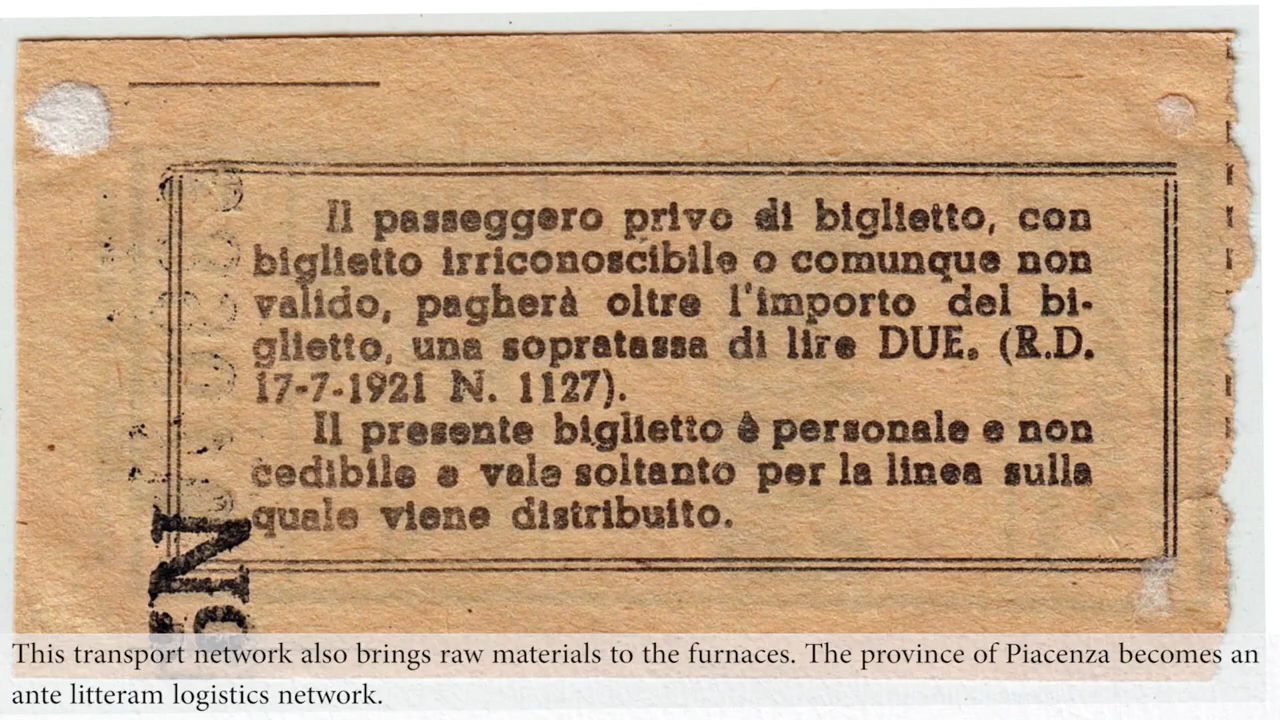 Il passeggero privo di biglietto, con
biglietto irriconoscibile o comunque non
valido, pagherà oltre l'importo del bi-
glietto, una sopratassa di lire DUE. (R.D.
17-7-1921 N. 1127).
Il presente biglietto è personale e non
cedibile e vale soltanto per la linea sulla
quale viene distribuito.
This transport network also brings raw materials to the furnaces. The province of Piacenza becomes an
ante litteram logistics network.